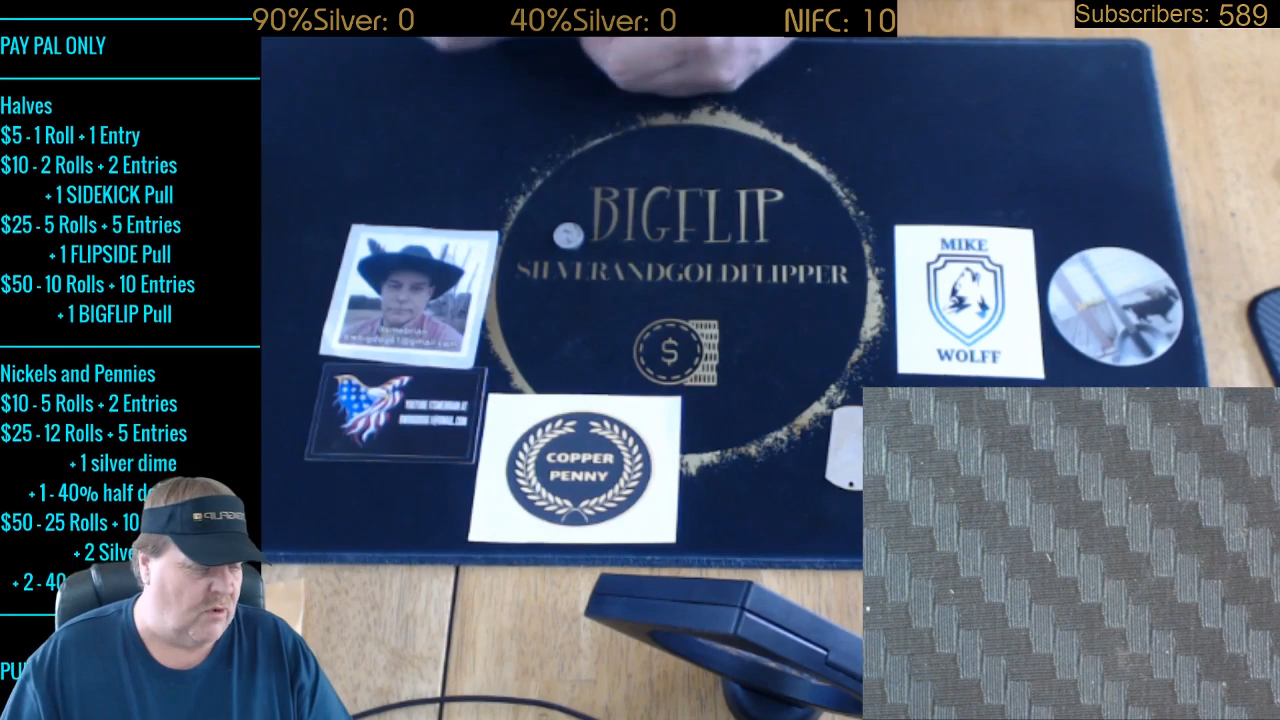 90%Silver: 0
40%Silver: 0
NIFC: 10
Subscribers: 589
PAY PAL ONLY
Halves
$5 - 1 Roll + 1 Entry
$10 - 2 Rolls + 2 Entries
+ 1 SIDEKICK Pull
$25 - 5 Rolls + 5 Entries
+ 1 FLIPSIDE Pull
$50 - 10 Rolls + 10 Entries
+ 1 BIGFLIP Pull
Nickels and Pennies
$10 - 5 Rolls + 2 Entries
$25 - 12 Rolls + 5 Entries
+ 1 silver dime
+ 1 - 40% half
$50 - 25 Rolls + 10
+ 2
+ 2 - 40
BIGFLIP
SILVERANDGOLDFLIPPER
$
MIKE
WOLFF
COPPER
PENNY